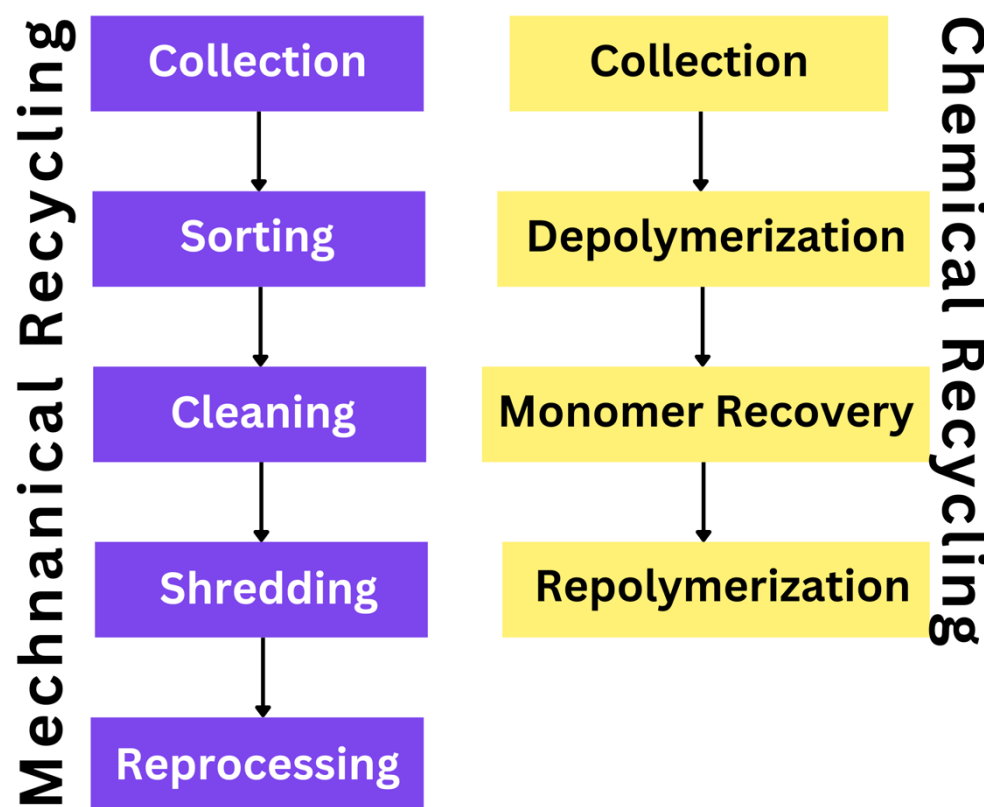 Mechnanical Recycling
Collection
Sorting
Cleaning
Shredding
Reprocessing
Collection
Depolymerization
Monomer Recovery
Repolymerization
Chemical Recycling